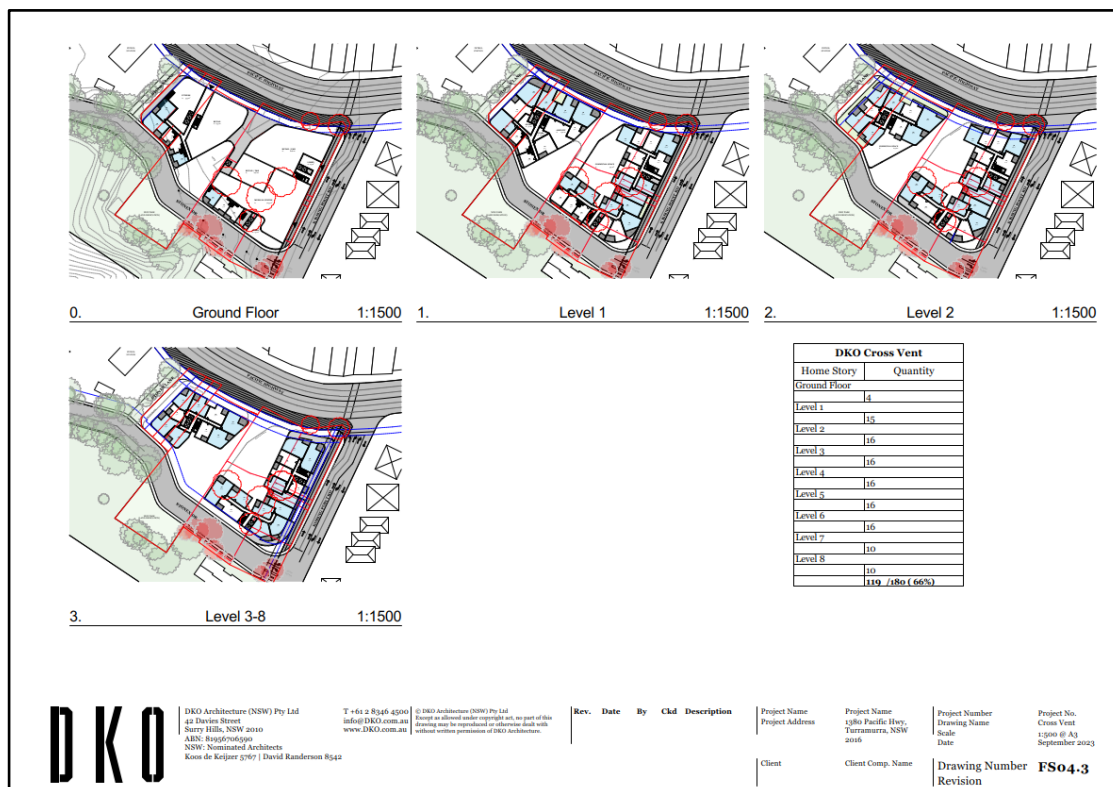 0. Ground Floor 1:1500
1. Level 1 1:1500
2. Level 2 1:1500
DKO Cross Vent
Home Story Quantity
Ground Floor
4
Level 1
15
Level 2
16
Level 3
16
Level 4
16
Level 5
16
Level 6
16
Level 7
10
Level 8
10
119 /180 ( 66%)
3. Level 3-8 1:1500
DKO
DKO Architecture (NSW) Pty Ltd
42 Davies Street
Surry Hills, NSW 2010
ABN: 81956706590
NSW: Nominated Architects
Koos de Keijzer 5767 | David Randerson 8542
T +61 2 8346 4500
info@DKO.com.au
www.DKO.com.au
© DKO Architecture (NSW) Pty Ltd
Except as allowed under copyright act, no part of this
drawing may be reproduced or otherwise dealt with
without written permission of DKO Architecture.
Rev. Date By Ckd Description
Project Name Project Name
Project Address 1380 Pacific Hwy,
Turramurra, NSW
2016
Client Client Comp. Name
Project Number Project No.
Drawing Name Cross Vent
Scale 1:500 @ A3
Date September 2023
Drawing Number FS04.3
Revision